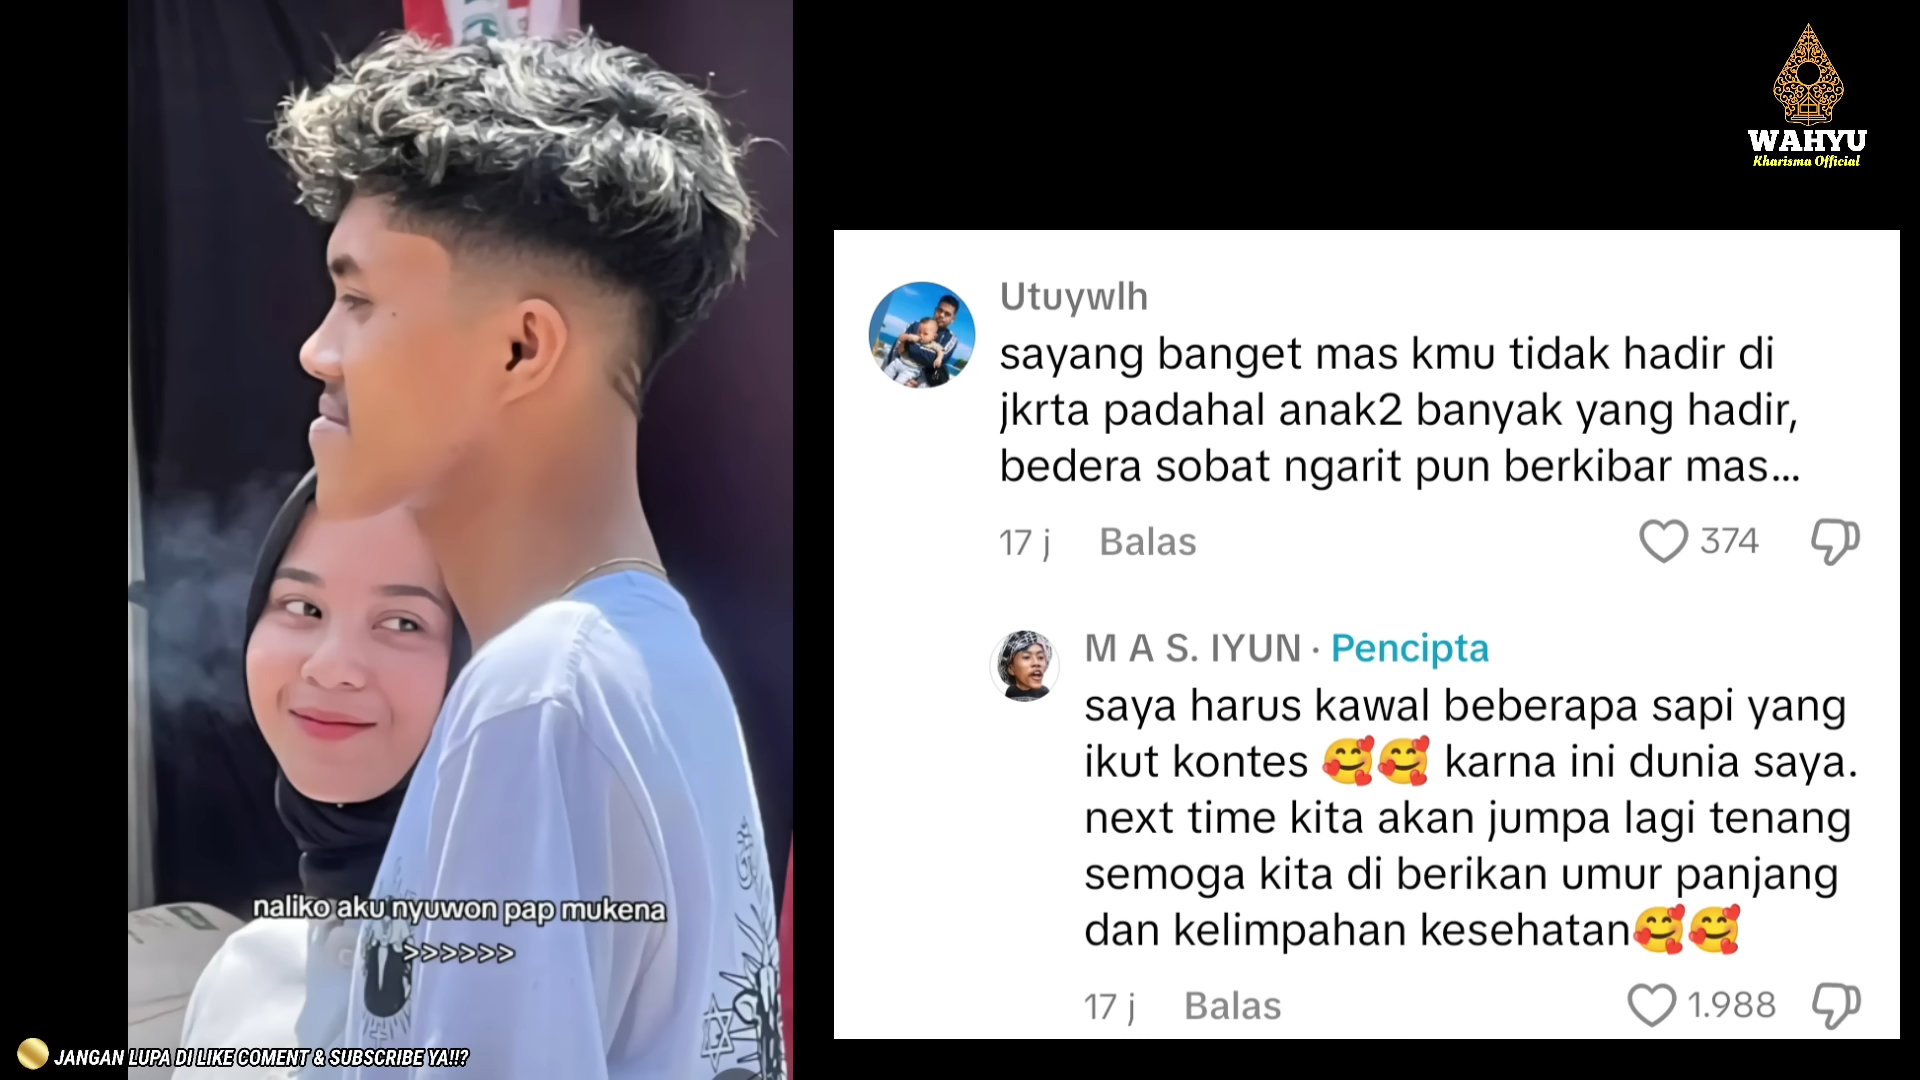 naliko aku nyuwon pap mukena
>>>>>>
WAHYU
Kharisma Official
Utuywlh
sayang banget mas kmu tidak hadir di
jkrta padahal anak2 banyak yang hadir,
bedera sobat ngarit pun berkibar mas...
17 j Balas 374
M A S. IYUN · Pencipta
saya harus kawal beberapa sapi yang
ikut kontes 🥰🥰 karna ini dunia saya.
next time kita akan jumpa lagi tenang
semoga kita di berikan umur panjang
dan kelimpahan kesehatan🥰🥰
17 j Balas 1.988
JANGAN LUPA DI LIKE COMENT & SUBSCRIBE YA!!?